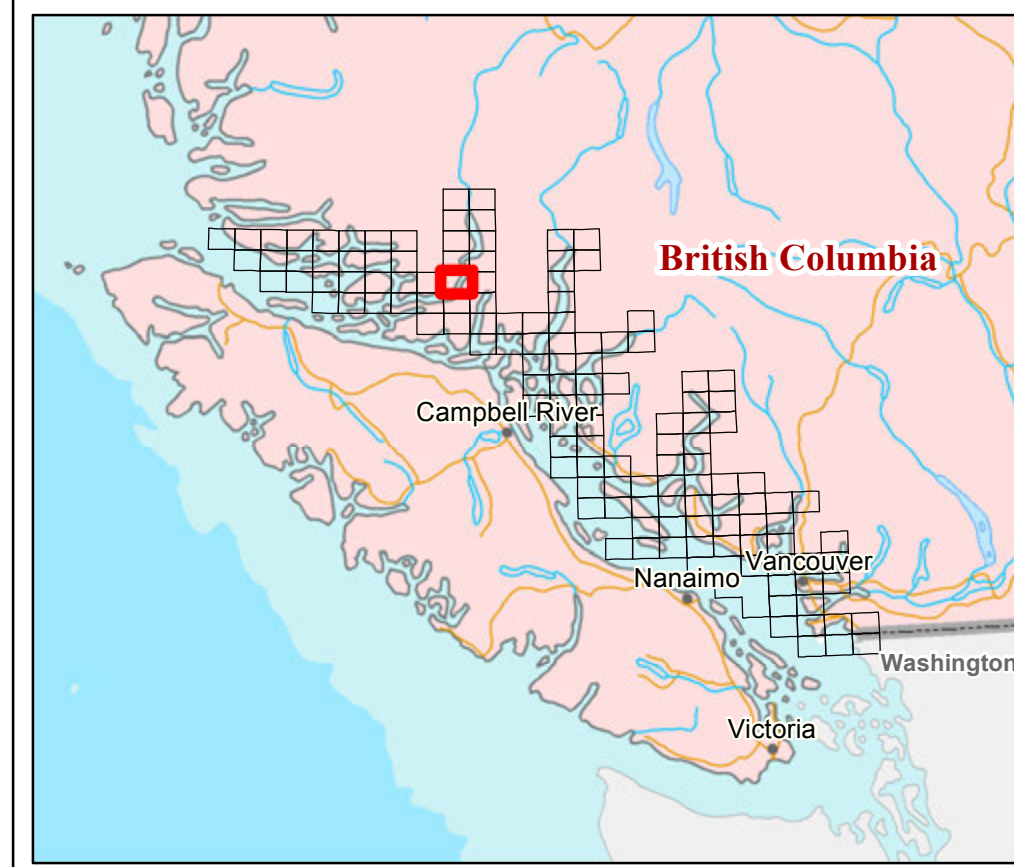 British Columbia
Campbell River
Vancouver
Nanaimo
Washington
Victoria